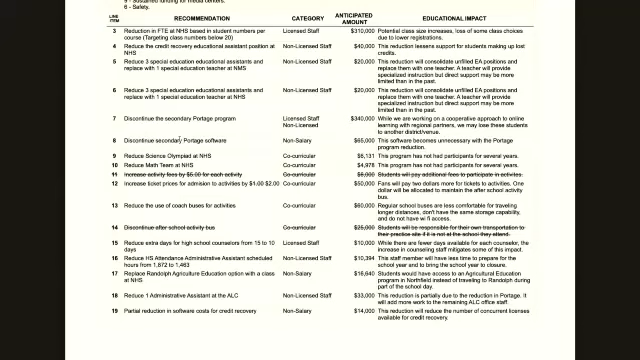 5 - Sustained funding for media centers.
6 - Safety.
LINE ITEM RECOMMENDATION CATEGORY ANTICIPATED AMOUNT EDUCATIONAL IMPACT
3 Reduction in FTE at NHS based in student numbers per Licensed Staff $310,000 Potential class size increases, loss of some class choices
course (Targeting class numbers below 20) due to lower registrations.
4 Reduce the credit recovery educational assistant position at Non-Licensed Staff $40,000 This reduction lessens support for students making up lost
NHS credits.
5 Reduce 3 special education educational assistants and Non-Licensed Staff $20,000 This reduction will consolidate unfilled EA positions and
replace with 1 special education teacher at NMS replace them with one teacher. A teacher will provide
specialized instruction but direct support may be more
limited than in the past.
6 Reduce 3 special education educational assistants and Non-Licensed Staff $20,000 This reduction will consolidate unfilled EA positions and
replace with 1 special education teacher at NHS replace them with one teacher. A teacher will provide
specialized instruction but direct support may be more
limited than in the past.
7 Discontinue the secondary Portage program Licensed Staff $340,000 While we are working on a cooperative approach to online
Non-Licensed learning with regional partners, we may lose these students
to another district/venue.
8 Discontinue secondary Portage software Non-Salary $65,000 This software becomes unnecessary with the Portage
program reduction.
9 Reduce Science Olympiad at NHS Co-curricular $6,131 This program has not had participants for several years.
10 Reduce Math Team at NHS Co-curricular $4,978 This program has not had participants for several years.
11 Increase activity fees by $5.00 for each activity Co-curricular $8,000 Students will pay additional fees to participate in activities.
12 Increase ticket prices for admission to activities by $1.00 $2.00 Co-curricular $50,000 Fans will pay two dollars more for tickets to activities. One
dollar will be allocated to maintain the after school activity
bus.
13 Reduce the use of coach buses for activities Co-curricular $60,000 Regular school buses are less comfortable for traveling
longer distances, don't have the same storage capability,
and do not have wi fi access.
14 Discontinue after school activity bus Co-curricular $25,000 Students will be responsible for their own transportation to
their practice site if it is not at the school they attend.
15 Reduce extra days for high school counselors from 15 to 10 Licensed Staff $10,000 While there are fewer days available for each counselor, the
days increase in counseling staff mitigates some of this impact.
16 Reduce HS Attendance Administrative Assistant scheduled Non-Licensed Staff $10,394 This staff member will have less time to prepare for the
hours from 1,872 to 1,463 school year and to bring the school year to closure.
17 Replace Randolph Agriculture Education option with a class Non-Salary $16,640 Students would have access to an Agricultural Education
at NHS program in Northfield instead of traveling to Randolph during
part of the school day.
18 Reduce 1 Administrative Assistant at the ALC Non-Licensed Staff $33,000 This reduction is partially due to the reduction in Portage. It
will add more work to the remaining ALC office staff
19 Partial reduction in software costs for credit recovery Non-Salary $14,000 This reduction will reduce the number of concurrent licenses
available for credit recovery.